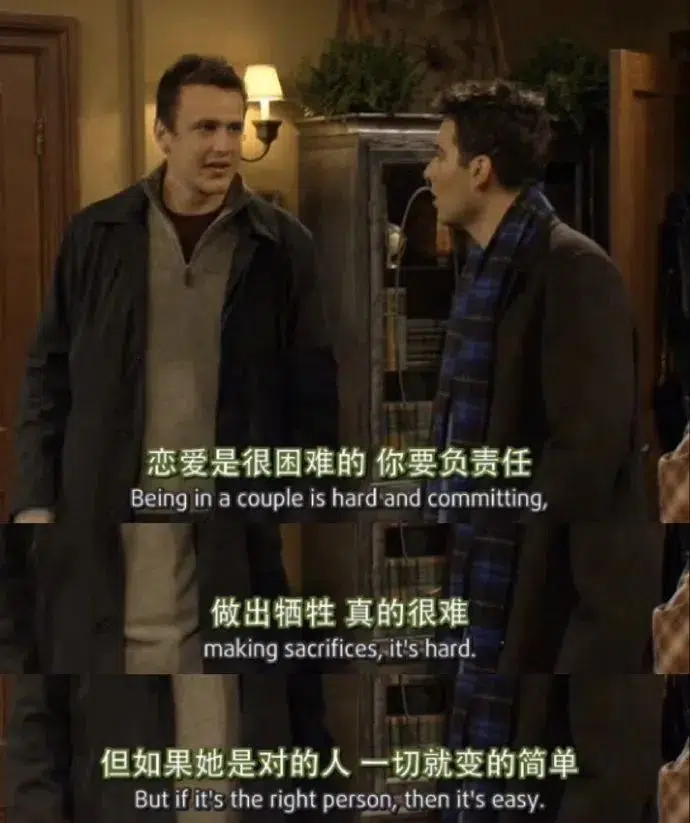 恋爱是很困难的 你要负责任
Being in a couple is hard and committing,
做出牺牲 真的很难
making sacrifices, it's hard.
但如果她是对的人 一切就变的简单
But if it's the right person, then it's easy.